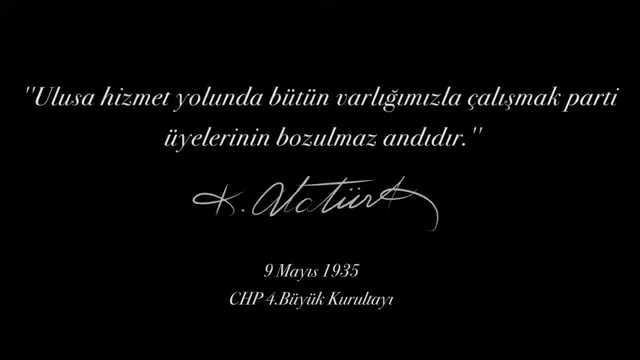 "Ulusa hizmet yolunda bütün varlığımızla çalışmak parti
üyelerinin bozulmaz andıdır."
K. Atatürk
9 Mayıs 1935
CHP 4.Büyük Kurultayı